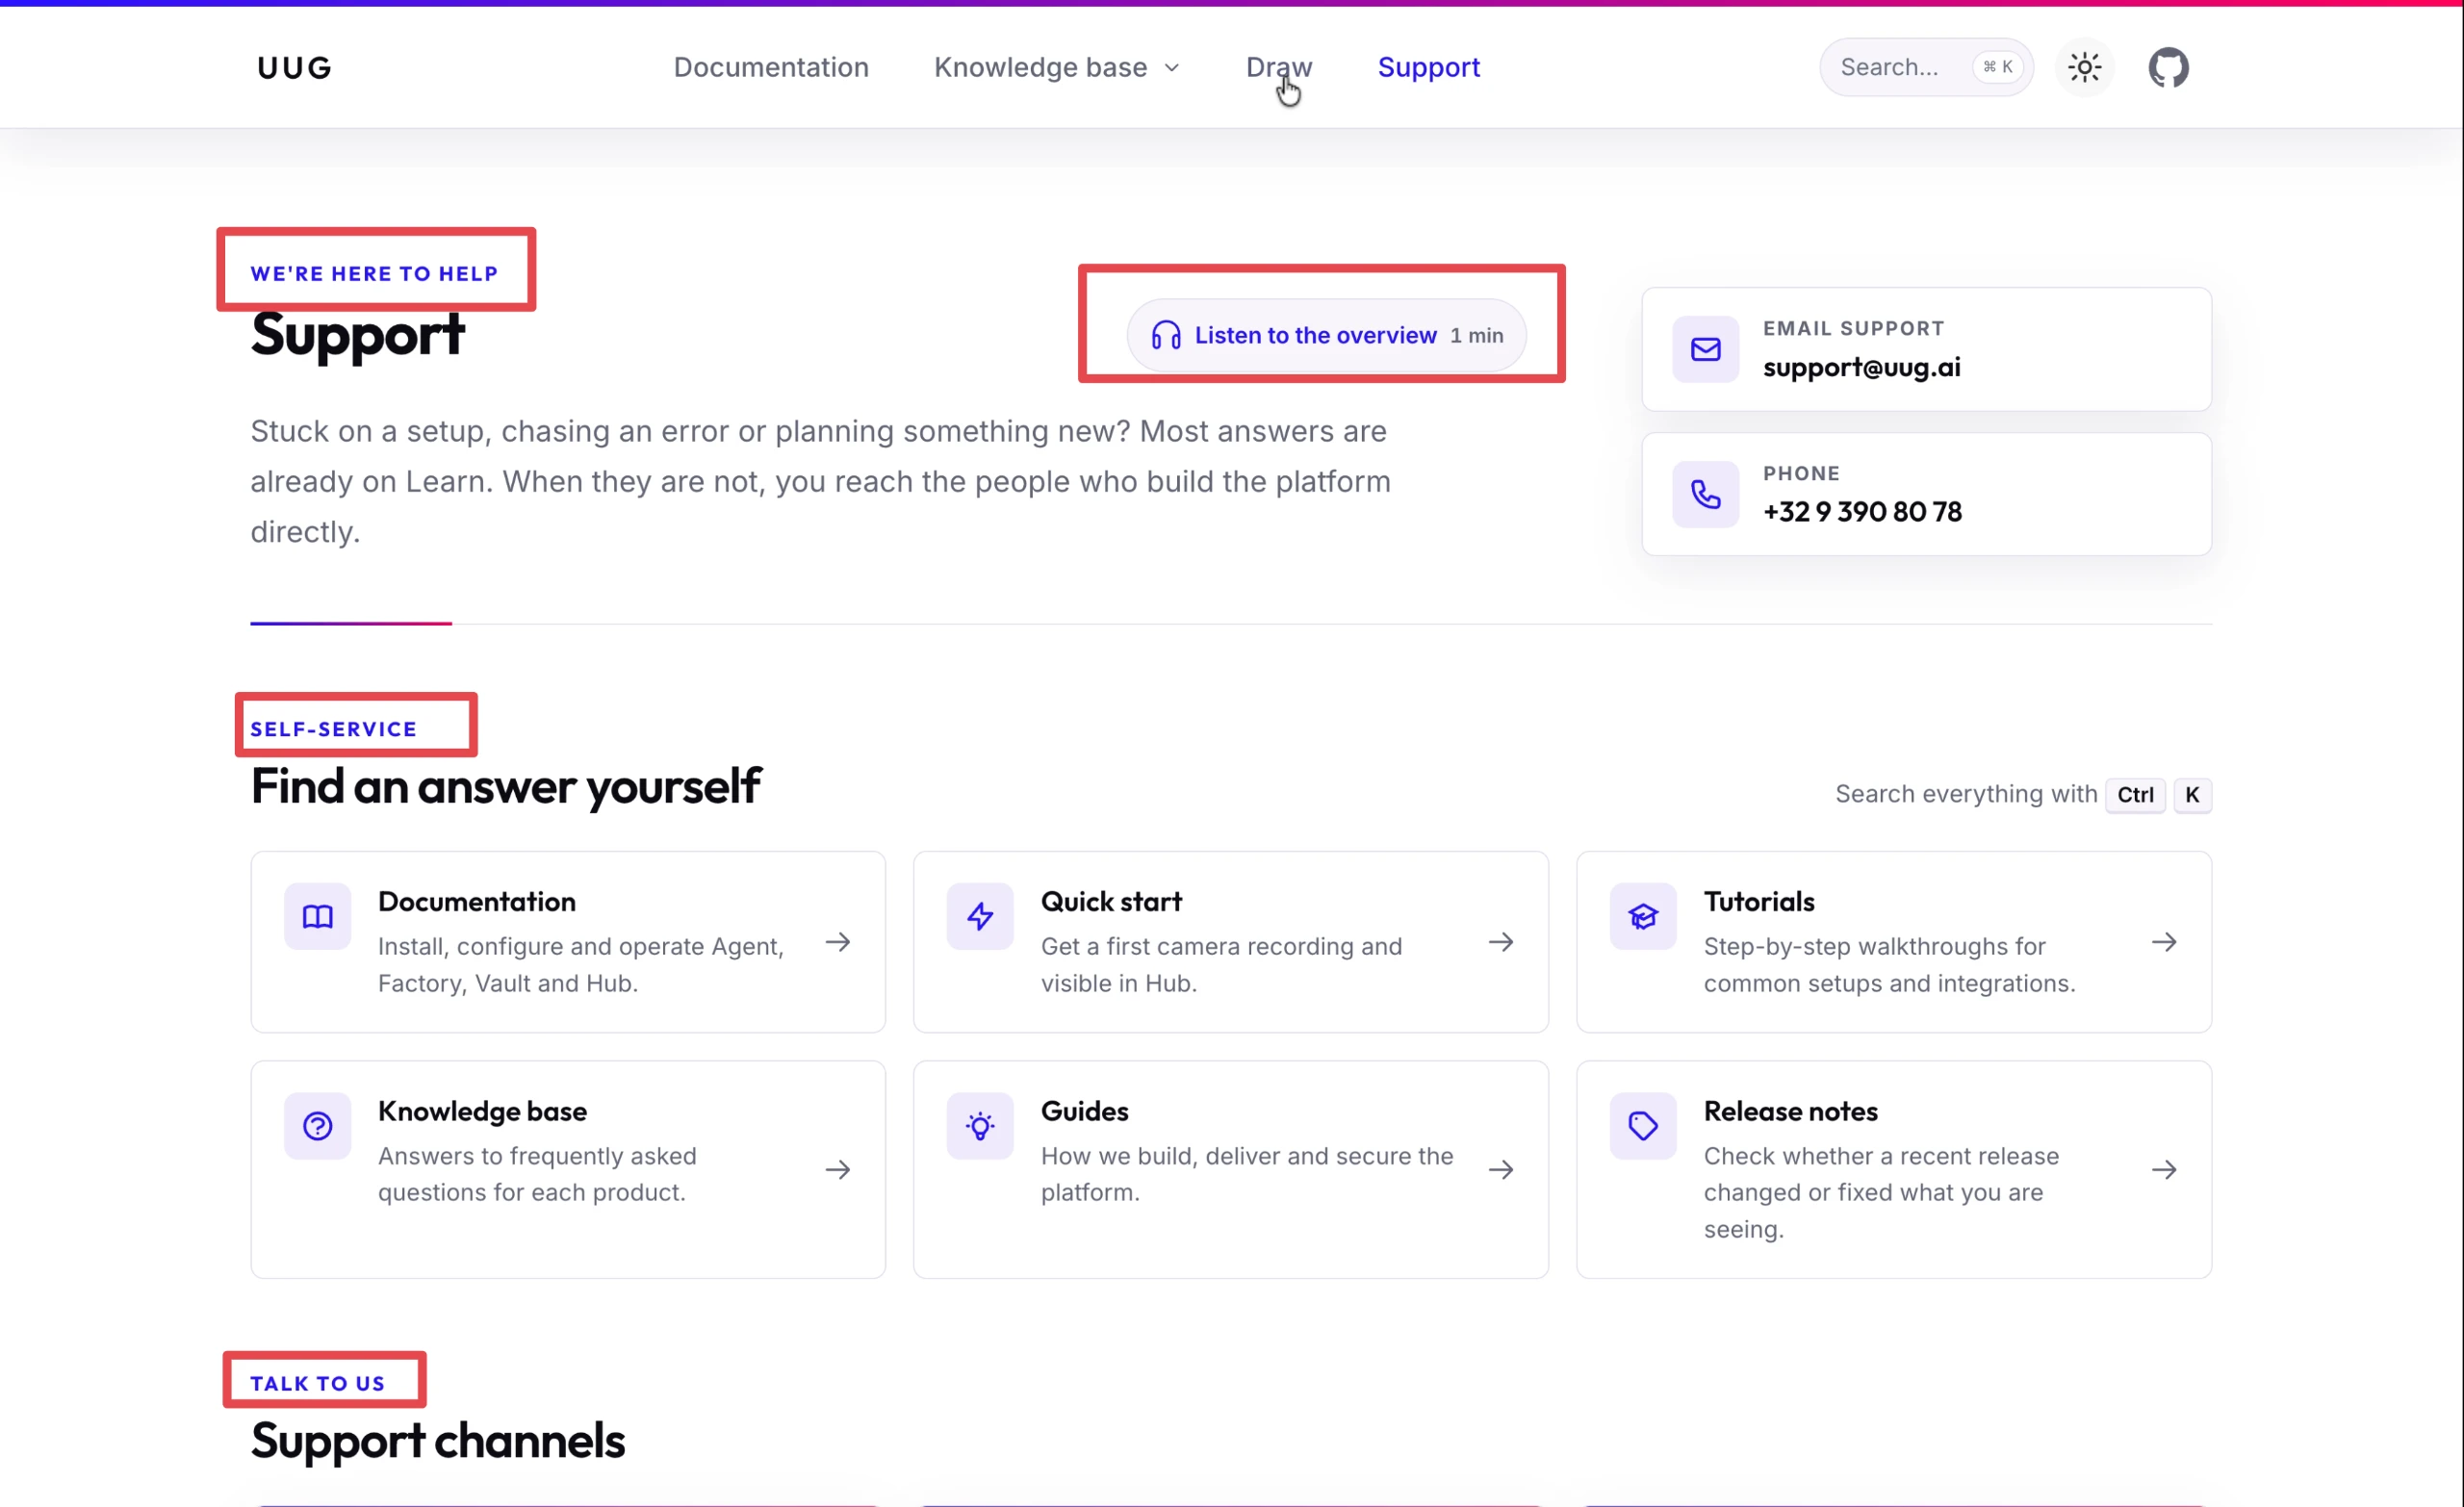 UUG
Documentation
Knowledge base
Draw
Support
Search...
⌘ K
WE'RE HERE TO HELP
Support
Listen to the overview 1 min
Stuck on a setup, chasing an error or planning something new? Most answers are
already on Learn. When they are not, you reach the people who build the platform
directly.
EMAIL SUPPORT
support@uug.ai
PHONE
+32 9 390 80 78
SELF-SERVICE
Find an answer yourself
Search everything with Ctrl K
Documentation
Install, configure and operate Agent,
Factory, Vault and Hub.
Quick start
Get a first camera recording and
visible in Hub.
Tutorials
Step-by-step walkthroughs for
common setups and integrations.
Knowledge base
Answers to frequently asked
questions for each product.
Guides
How we build, deliver and secure the
platform.
Release notes
Check whether a recent release
changed or fixed what you are
seeing.
TALK TO US
Support channels